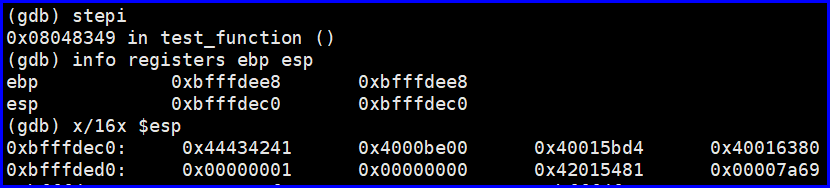 (gdb) stepi
0x08048349 in test_function ()
(gdb) info registers ebp esp
ebp 0xbfffdee8 0xbfffdee8
esp 0xbfffdec0 0xbfffdec0
(gdb) x/16x $esp
0xbfffdec0: 0x44434241 0x4000be00 0x40015bd4 0x40016380
0xbfffded0: 0x00000001 0x00000000 0x42015481 0x00007a69